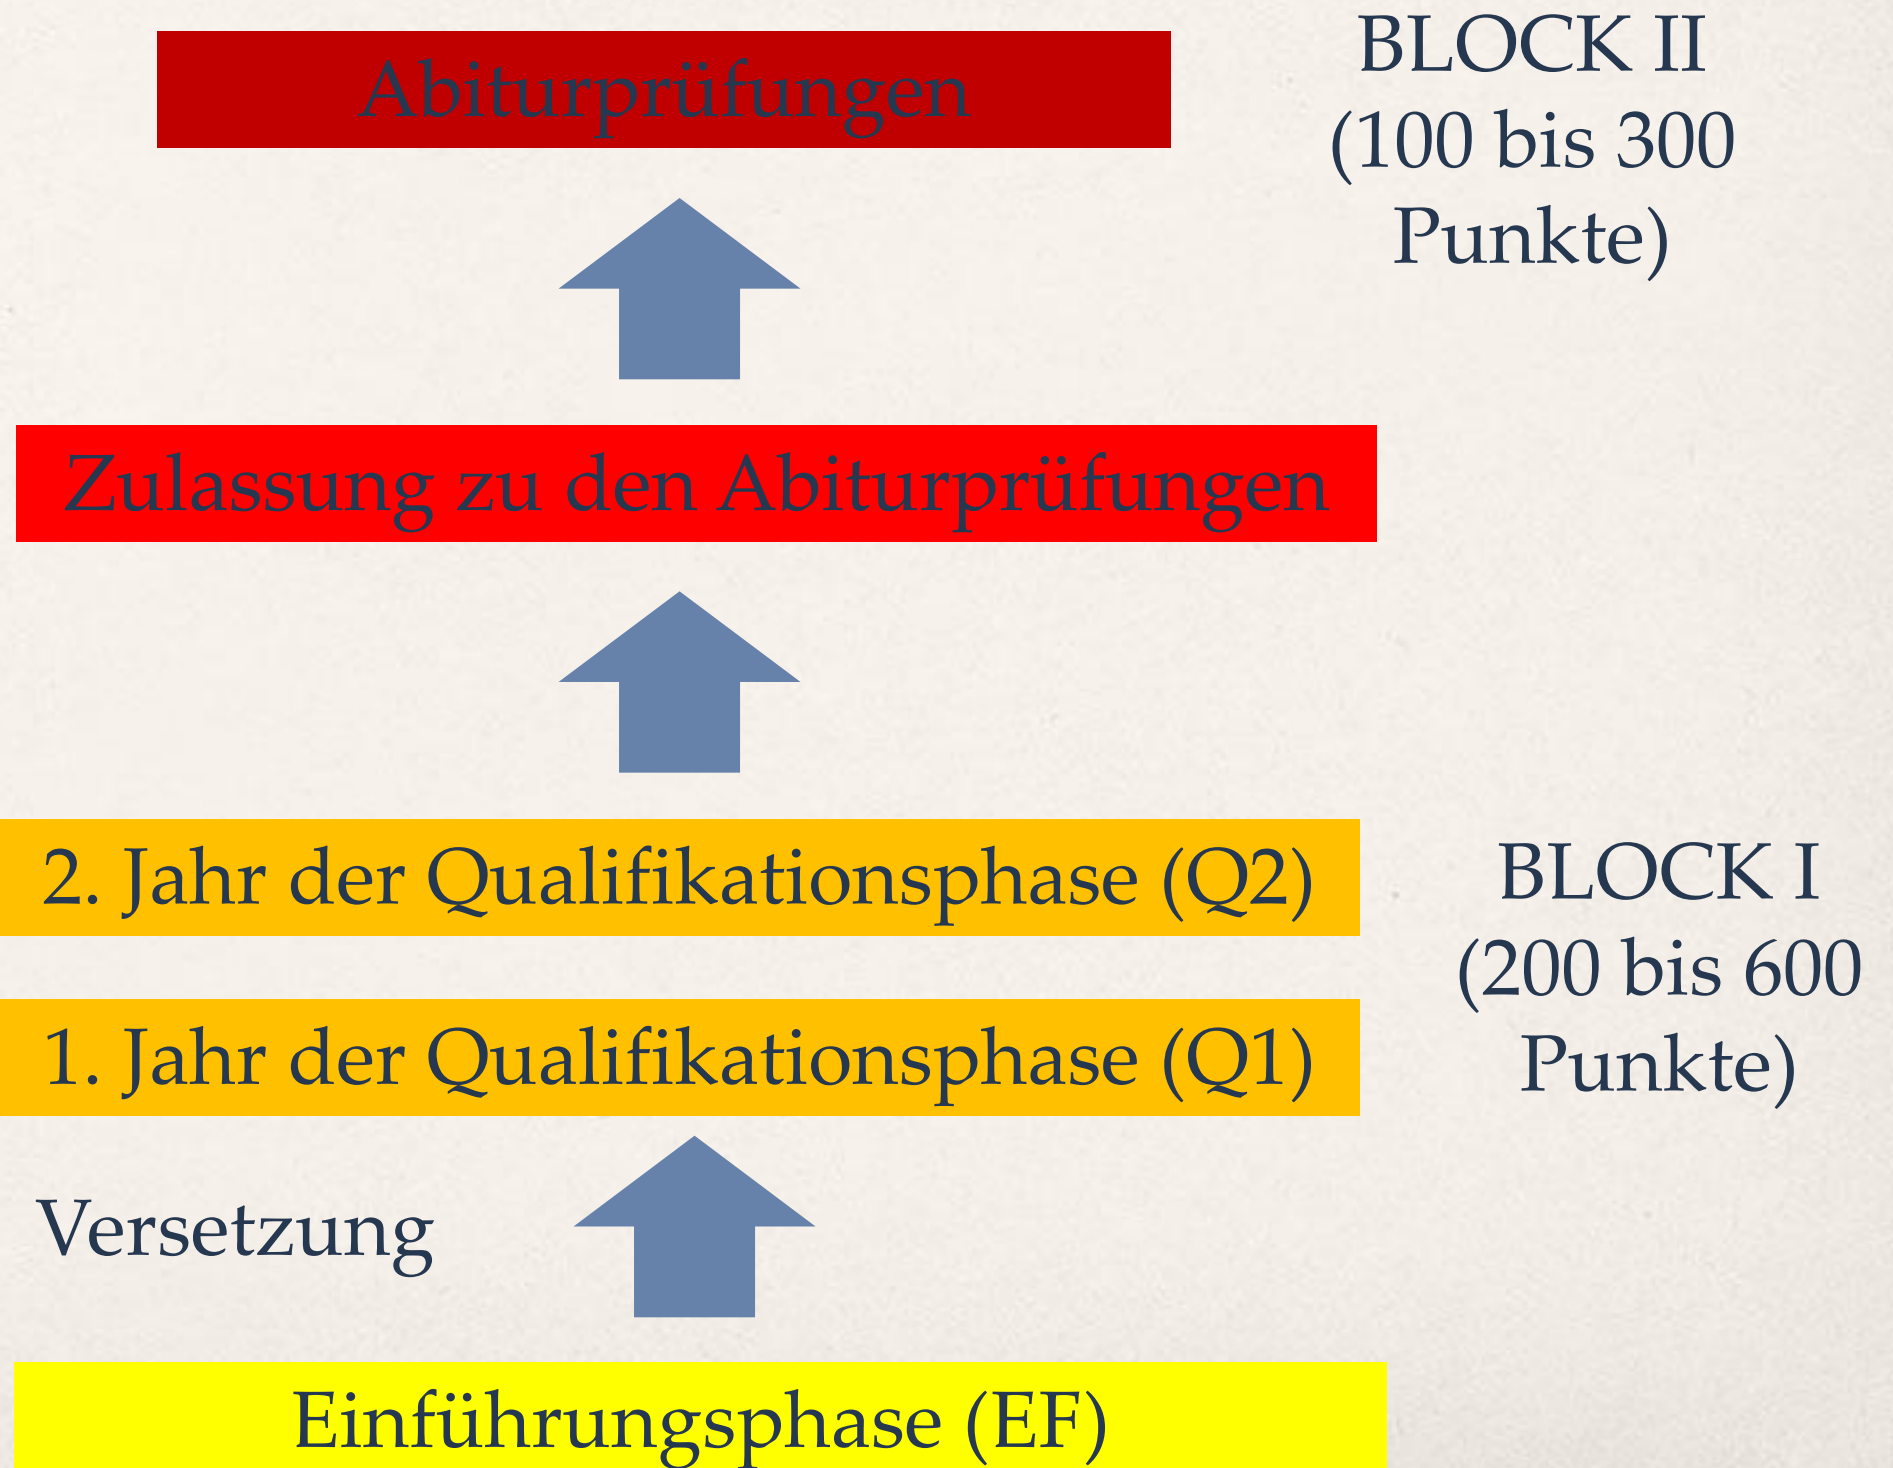 Abiturprüfungen
BLOCK II
(100 bis 300
Punkte)
Zulassung zu den Abiturprüfungen
2. Jahr der Qualifikationsphase (Q2)
1. Jahr der Qualifikationsphase (Q1)
BLOCK I
(200 bis 600
Punkte)
Versetzung
Einführungsphase (EF)